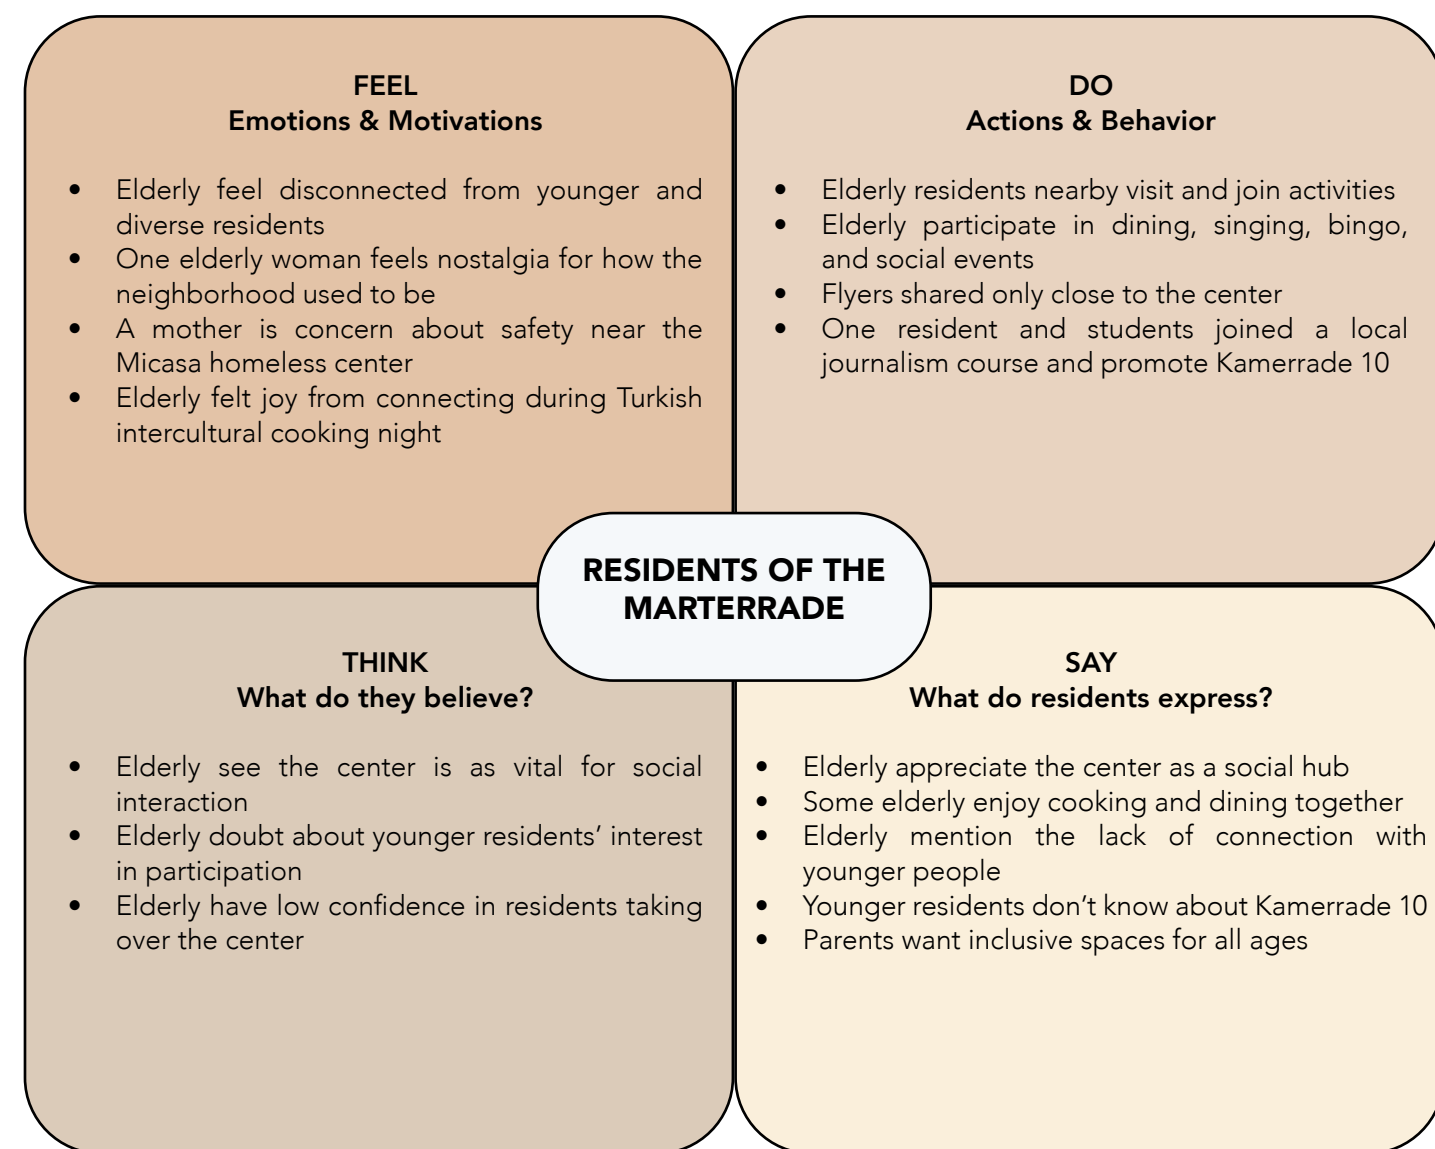 FEEL
Emotions & Motivations
• Elderly feel disconnected from younger and
diverse residents
• One elderly woman feels nostalgia for how the
neighborhood used to be
• A mother is concern about safety near the
Micasa homeless center
• Elderly felt joy from connecting during Turkish
intercultural cooking night
DO
Actions & Behavior
• Elderly residents nearby visit and join activities
• Elderly participate in dining, singing, bingo,
and social events
• Flyers shared only close to the center
• One resident and students joined a local
journalism course and promote Kamerrade 10
RESIDENTS OF THE
MARTERRADE
THINK
What do they believe?
• Elderly see the center is as vital for social
interaction
• Elderly doubt about younger residents’ interest
in participation
• Elderly have low confidence in residents taking
over the center
SAY
What do residents express?
• Elderly appreciate the center as a social hub
• Some elderly enjoy cooking and dining together
• Elderly mention the lack of connection with
younger people
• Younger residents don’t know about Kamerrade 10
• Parents want inclusive spaces for all ages